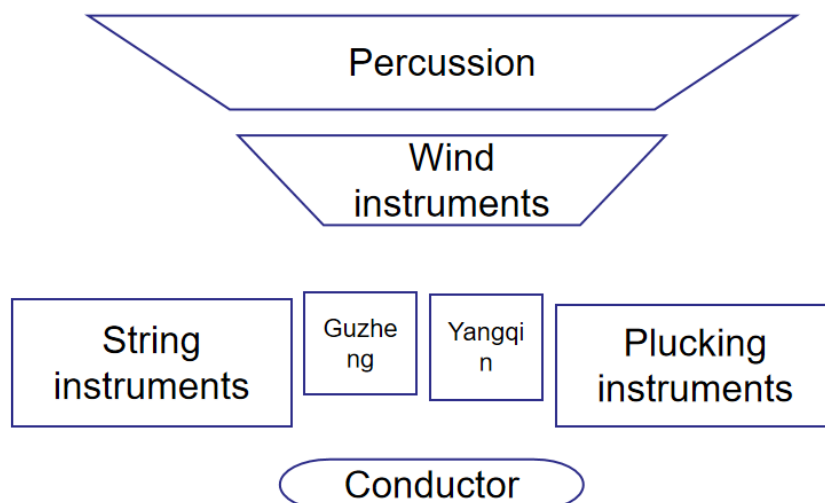 Percussion
Wind
instruments
String
instruments
Guzhe
ng
Yangqi
n
Plucking
instruments
Conductor